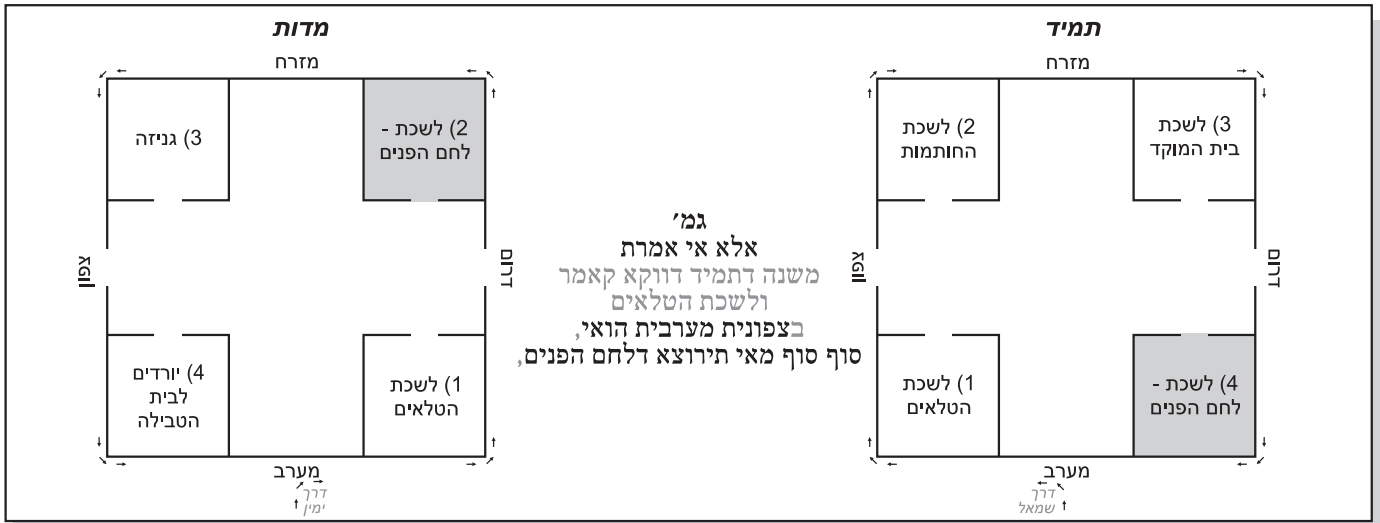 תמיד
מזרח
3) לשכת
בית המוקד
2) לשכת
החותמות
דרום
צפון
4) לשכת -
לחם הפנים
1) לשכת
הטלאים
מערב
דרך
שמאל
גמ׳
אלא אי אמרת
משנה דתמיד דווקא קאמר
ולשכת הטלאים
בצפונית מערבית הואי,
סוף סוף מאי תירוצא דלחם הפנים,
מדות
מזרח
2) לשכת -
לחם הפנים
3) גניזה
דרום
צפון
1) לשכת
הטלאים
4) יורדים
לבית
הטבילה
מערב
דרך
ימין